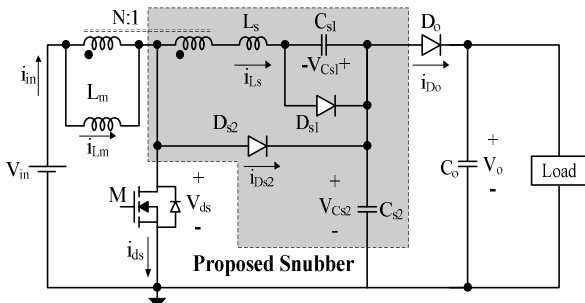 N:1
L_s
C_s1
D_o
-V_Cs1+
i_in
i_Ls
i_Do
L_m
D_s1
i_Lm
D_s2
V_in
i_Ds2
+
V_o
-
C_o
Load
M
+
V_ds
-
+
V_Cs2
-
C_s2
i_ds
Proposed Snubber